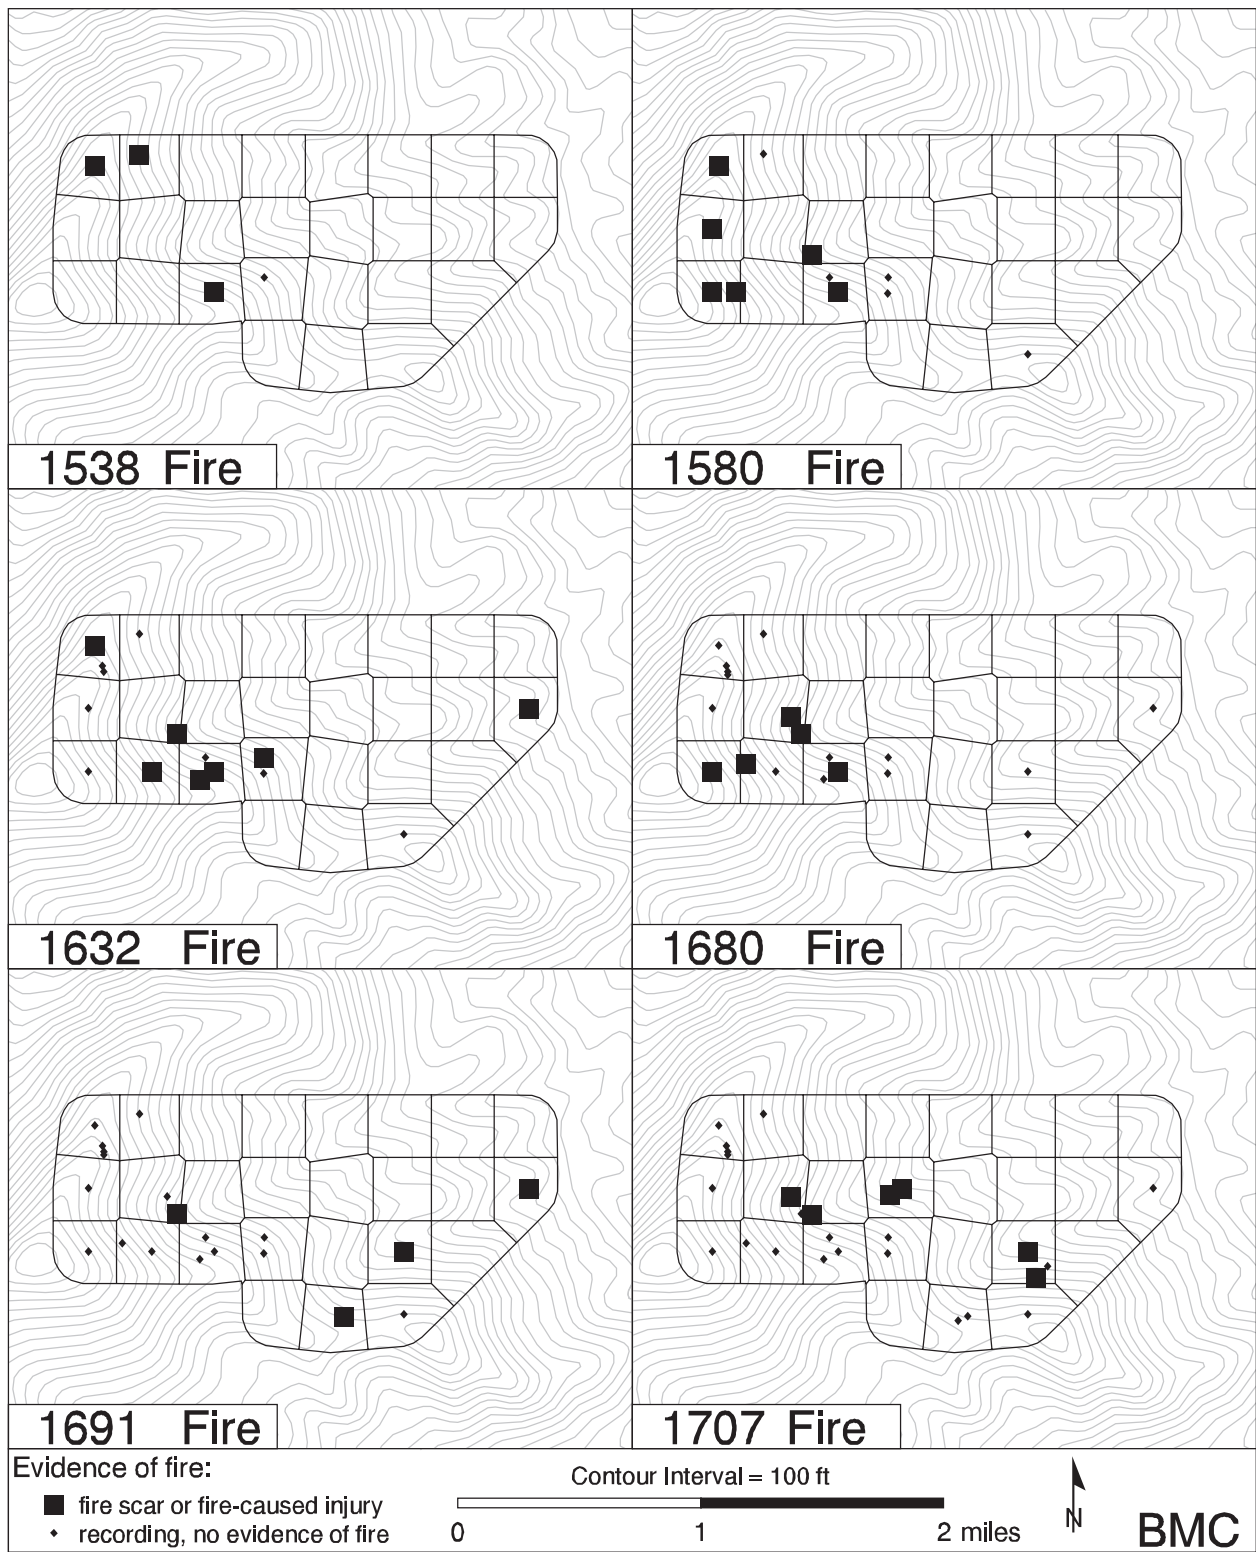 1538 Fire
1580 Fire
1632 Fire
1680 Fire
1691 Fire
1707 Fire
Evidence of fire:
fire scar or fire-caused injury
recording, no evidence of fire
Contour Interval = 100 ft
0 1 2 miles
N
BMC